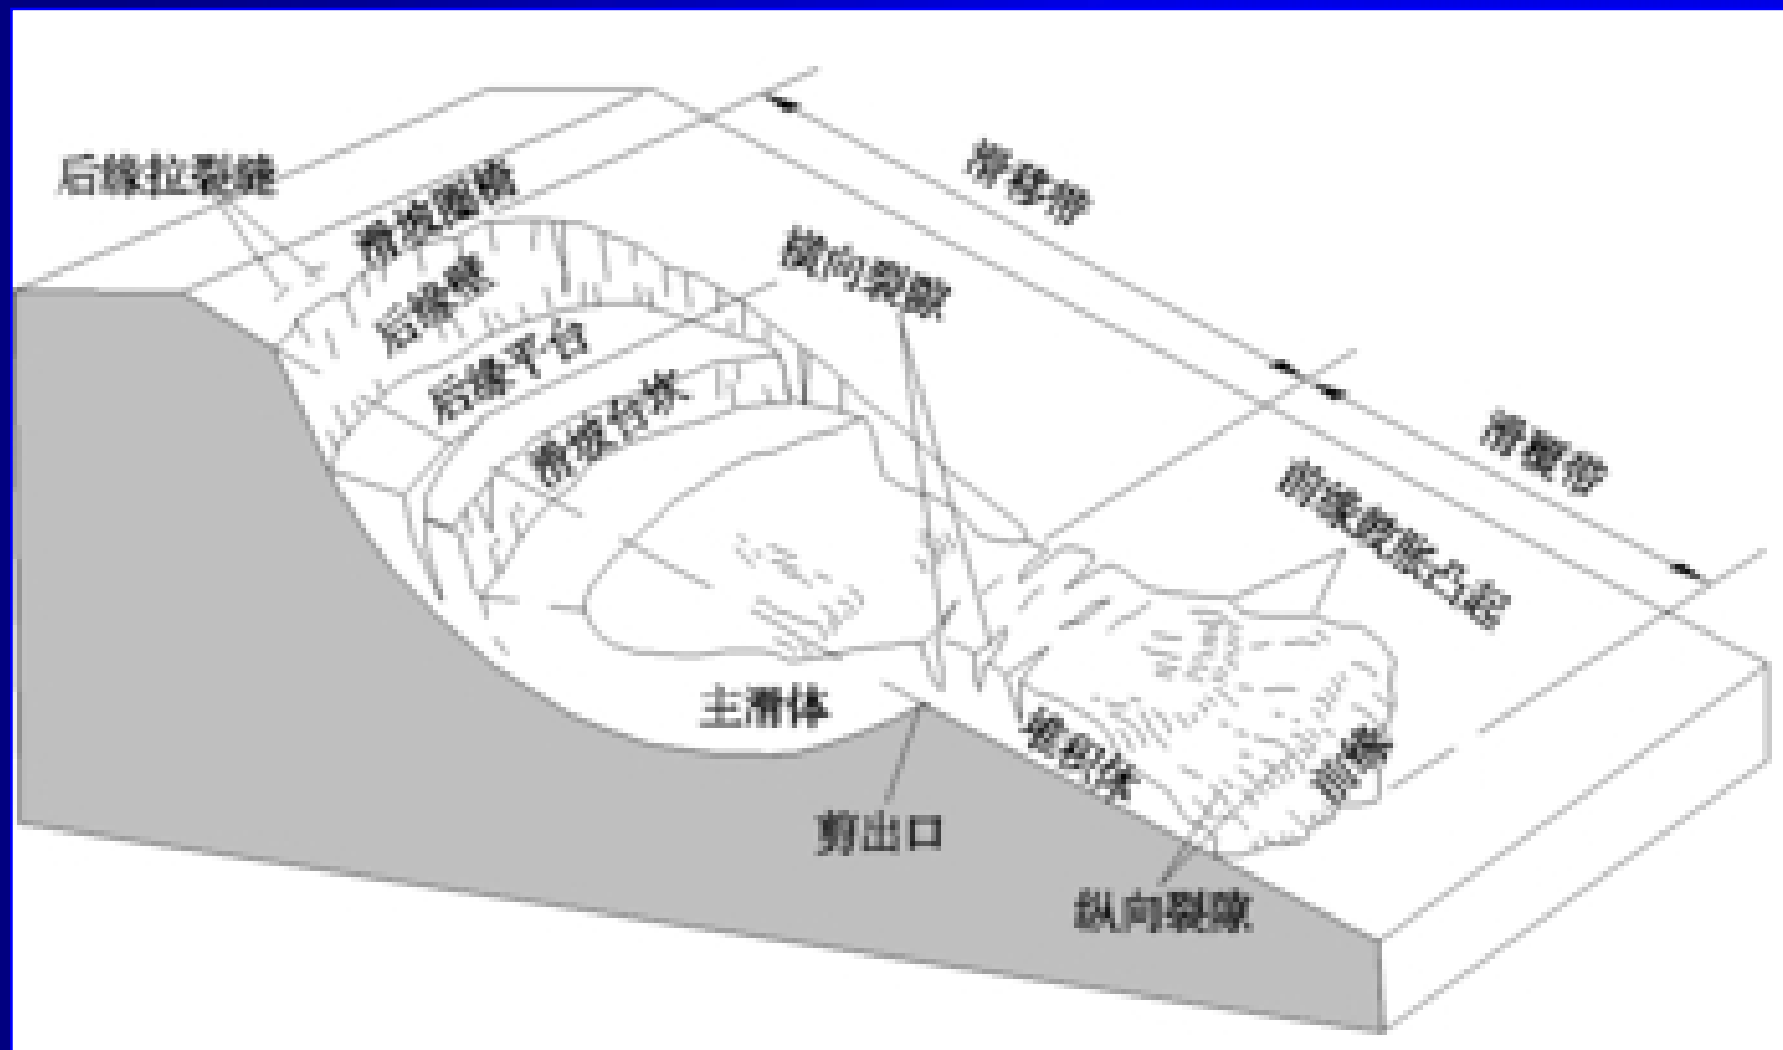 后缘拉裂缝
滑坡圈椅
后缘壁
后缘平台
滑坡台坎
横向裂隙
滑移带
滑覆带
前缘鼓胀凸起
主滑体
堆积体
前缘
剪出口
纵向裂隙